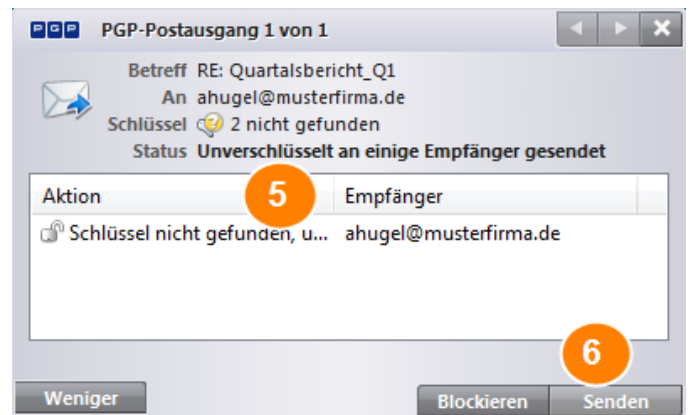 PGP PGP-Postausgang 1 von 1
Betreff RE: Quartalsbericht_Q1
An ahugel@musterfirma.de
Schlüssel 2 nicht gefunden
Status Unverschlüsselt an einige Empfänger gesendet
Aktion 5 Empfänger
Schlüssel nicht gefunden, u... ahugel@musterfirma.de
6
Weniger Blockieren Senden